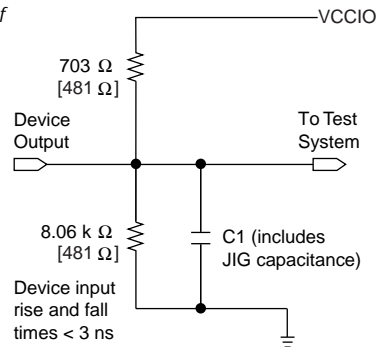 f
VCCIO
703 Ω
[481 Ω]
Device
Output
To Test
System
8.06 k Ω
[481 Ω]
C1 (includes
JIG capacitance)
Device input
rise and fall
times < 3 ns